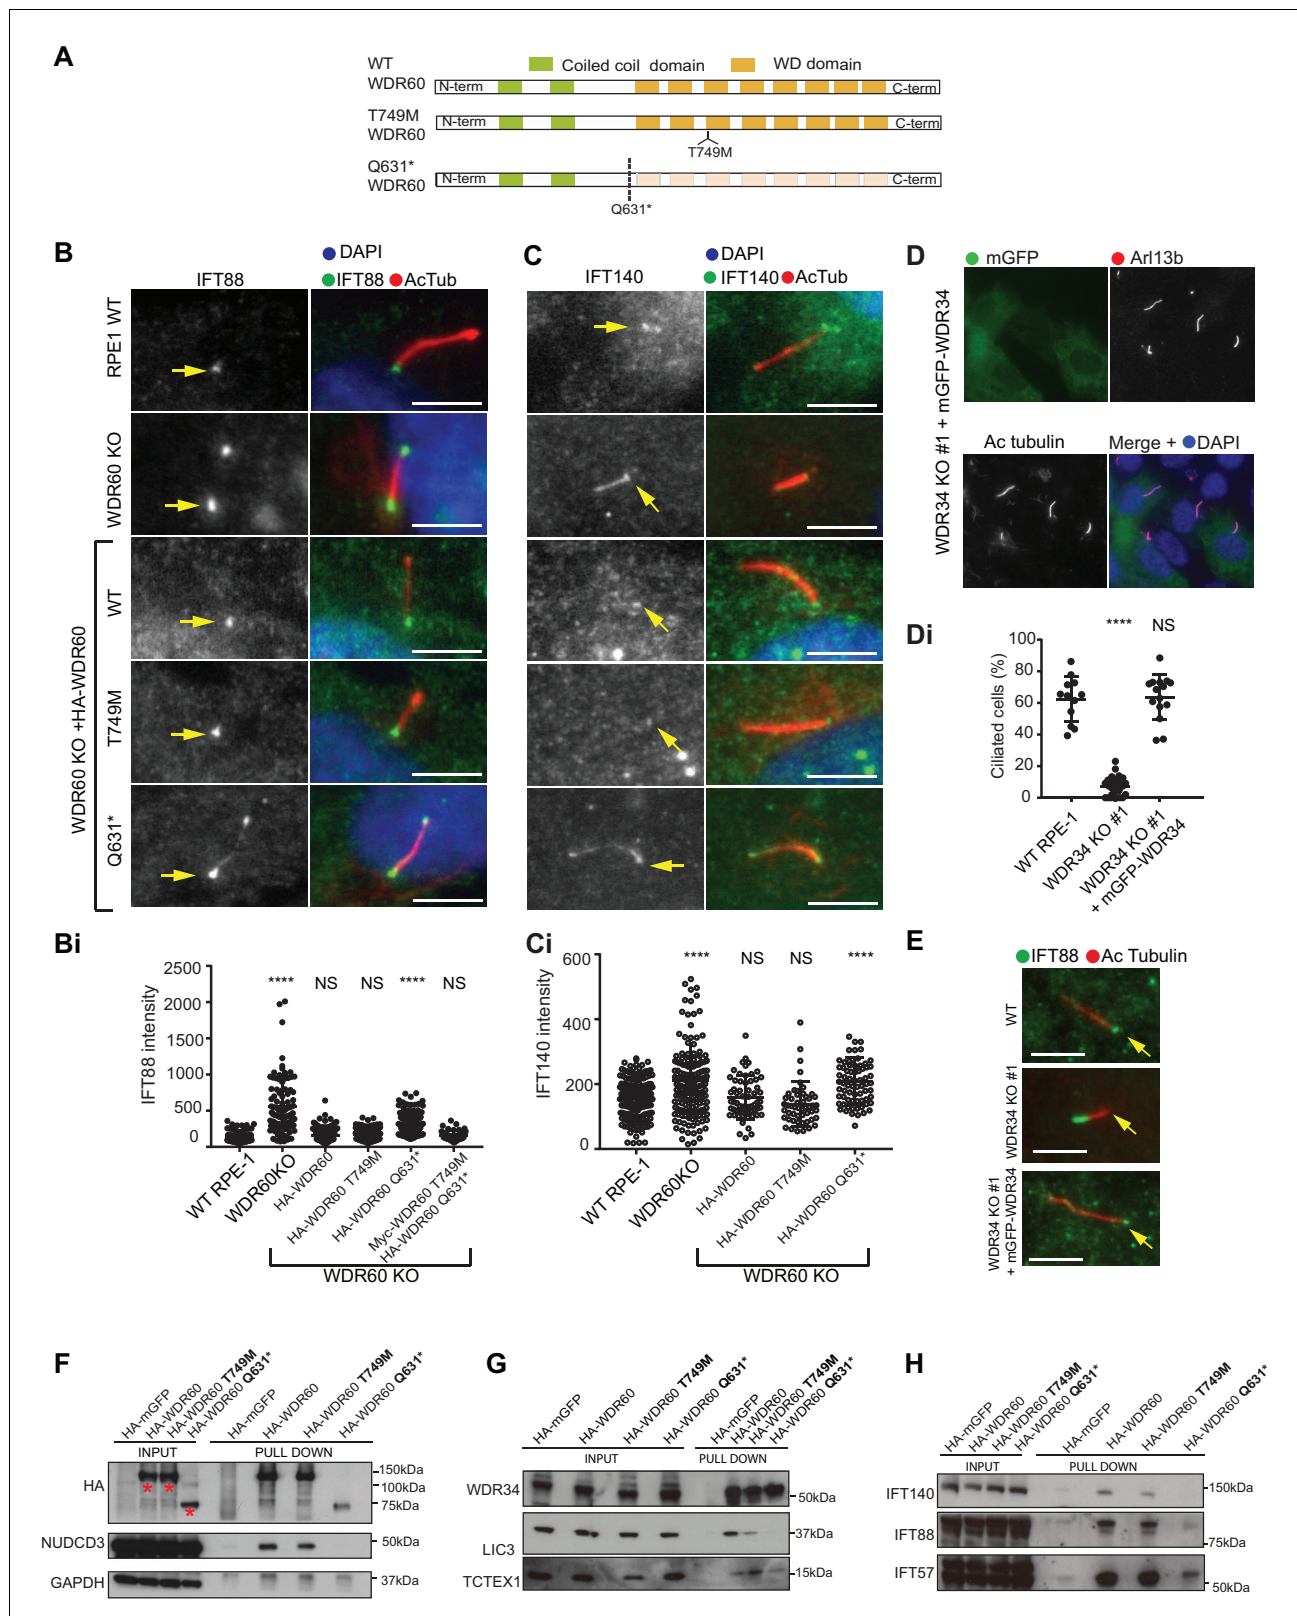 A
WT
WDR60
Coiled coil domain
WD domain
N-term
C-term
T749M
WDR60
N-term
C-term
T749M
Q631*
WDR60
N-term
C-term
Q631*
B
DAPI
IFT88
IFT88 AcTub
RPE1 WT
WDR60 KO
WDR60 KO +HA-WDR60
WT
T749M
Q631*
C
DAPI
IFT140
IFT140 AcTub
D
mGFP
Arl13b
WDR34 KO #1 + mGFP-WDR34
Ac tubulin
Merge + DAPI
Di
**** NS
Ciliated cells (%)
100
80
60
40
20
0
WT RPE-1
WDR34 KO #1
WDR34 KO #1
+ mGFP-WDR34
E
IFT88 Ac Tubulin
WT
WDR34 KO #1
WDR34 KO #1
+ mGFP-WDR34
Bi
IFT88 intensity
2500
2000
1500
1000
500
0
**** NS NS **** NS
WT RPE-1
WDR60KO
HA-WDR60
HA-WDR60 T749M
HA-WDR60 Q631*
Myc-WDR60 T749M
HA-WDR60 Q631*
WDR60 KO
Ci
IFT140 intensity
600
400
200
0
**** NS NS ****
WT RPE-1
WDR60KO
HA-WDR60
HA-WDR60 T749M
HA-WDR60 Q631*
WDR60 KO
F
HA-mGFP
HA-WDR60
HA-WDR60 T749M
HA-WDR60 Q631*
HA-mGFP
HA-WDR60
HA-WDR60 T749M
HA-WDR60 Q631*
INPUT
PULL DOWN
HA
150kDa
100kDa
75kDa
* * *
NUDCD3
50kDa
GAPDH
37kDa
G
HA-mGFP
HA-WDR60
HA-WDR60 T749M
HA-WDR60 Q631*
HA-mGFP
HA-WDR60
HA-WDR60 T749M
HA-WDR60 Q631*
INPUT
PULL DOWN
WDR34
50kDa
LIC3
37kDa
TCTEX1
15kDa
H
HA-mGFP
HA-WDR60
HA-WDR60 T749M
HA-WDR60 Q631*
HA-mGFP
HA-WDR60
HA-WDR60 T749M
HA-WDR60 Q631*
INPUT
PULL DOWN
IFT140
150kDa
IFT88
75kDa
IFT57
50kDa